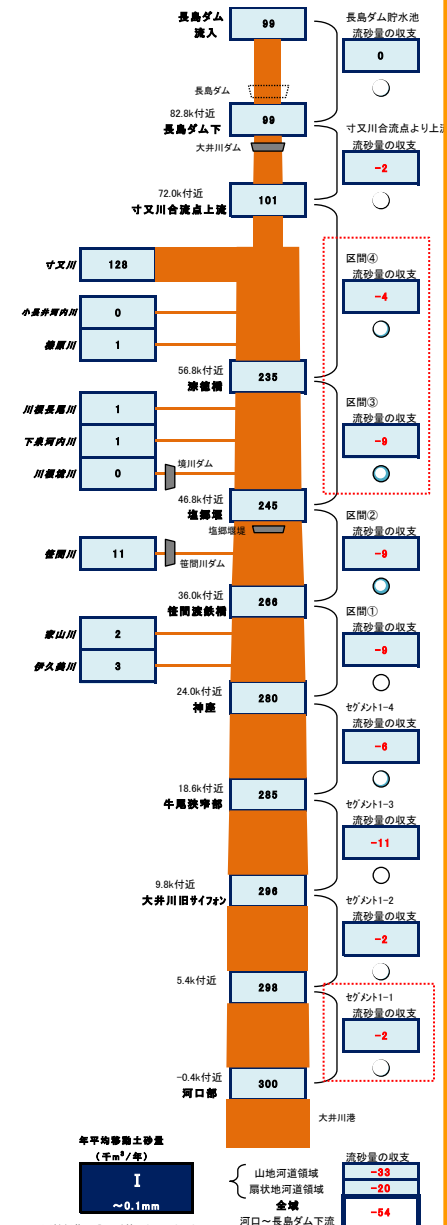 長島ダム
流入
99
長島ダム貯水池
流砂量の収支
0
長島ダム
82.8k付近
長島ダム下
99
大井川ダム
寸又川合流点より上流
流砂量の収支
-2
72.0k付近
寸又川合流点上流
101
寸又川
128
区間④
流砂量の収支
-4
小長井河内川
0
榛原川
1
56.8k付近
235
区間③
流砂量の収支
-9
川根長尾川
1
下泉河内川
1
川根境川
0
境川ダム
46.8k付近
塩郷堰
245
塩郷堰堤
区間②
流砂量の収支
-9
笹間川
11
笹間川ダム
36.0k付近
笹間渡鉄橋
266
区間①
流砂量の収支
-9
家山川
2
伊久美川
3
24.0k付近
神座
280
セグメント1-4
流砂量の収支
-6
18.6k付近
牛尾狭窄部
285
セグメント1-3
流砂量の収支
-11
9.8k付近
大井川旧サイフォン
296
セグメント1-2
流砂量の収支
-2
5.4k付近
298
セグメント1-1
流砂量の収支
-2
-0.4k付近
河口部
300
大井川港
年平均移動土砂量
(千m³/年)
I
～0.1mm
流砂量の収支
山地河道領域
-33
扇状地河道領域
-20
全域
河口～長島ダム下流
-54